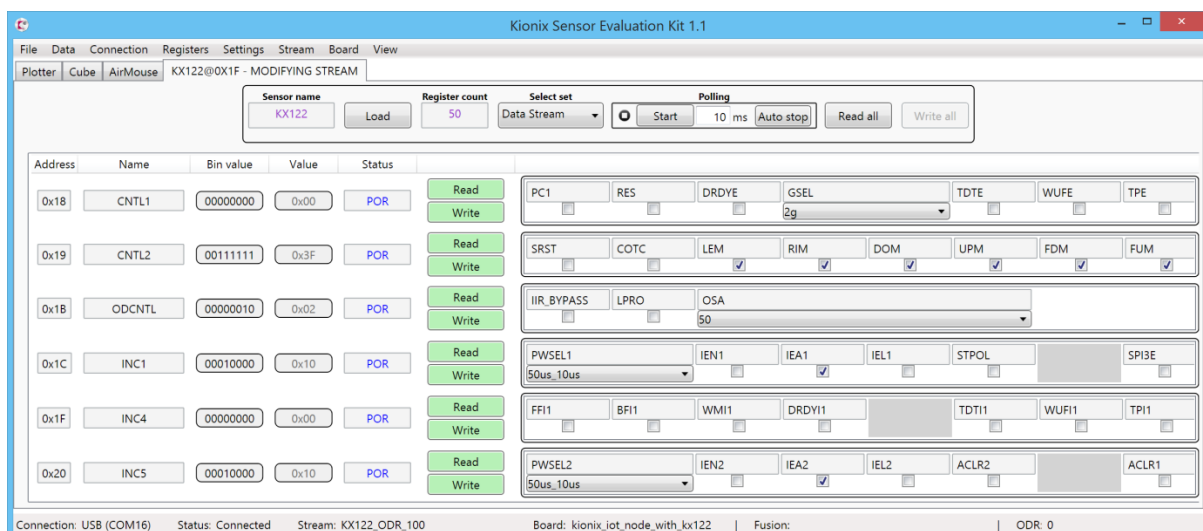 Kionix Sensor Evaluation Kit 1.1
File Data Connection Registers Settings Stream Board View
Plotter Cube AirMouse KX122@0X1F - MODIFYING STREAM
Sensor name Register count Select set Polling
KX122 Load 50 Data Stream Start 10 ms Auto stop Read all Write all
Address Name Bin value Value Status
Read PC1 RES DRDYE GSEL TDTE WUFE TPE
0x18 CNTL1 00000000 0x00 POR
Write 2g
Read SRST COTC LEM RIM DOM UPM FDM FUM
0x19 CNTL2 00111111 0x3F POR
Write
Read IIR_BYPASS LPRO OSA
0x1B ODCNTL 00000010 0x02 POR
Write 50
Read PWSEL1 IEN1 IEA1 IEL1 STPOL SPI3E
0x1C INC1 00010000 0x10 POR
Write 50us_10us
Read FFI1 BFI1 WMI1 DRDYI1 TDTI1 WUFI1 TPI1
0x1F INC4 00000000 0x00 POR
Write
Read PWSEL2 IEN2 IEA2 IEL2 ACLR2 ACLR1
0x20 INC5 00010000 0x10 POR
Write 50us_10us
Connection: USB (COM16) Status: Connected Stream: KX122_ODR_100 Board: kionix_iot_node_with_kx122 | Fusion: | ODR: 0